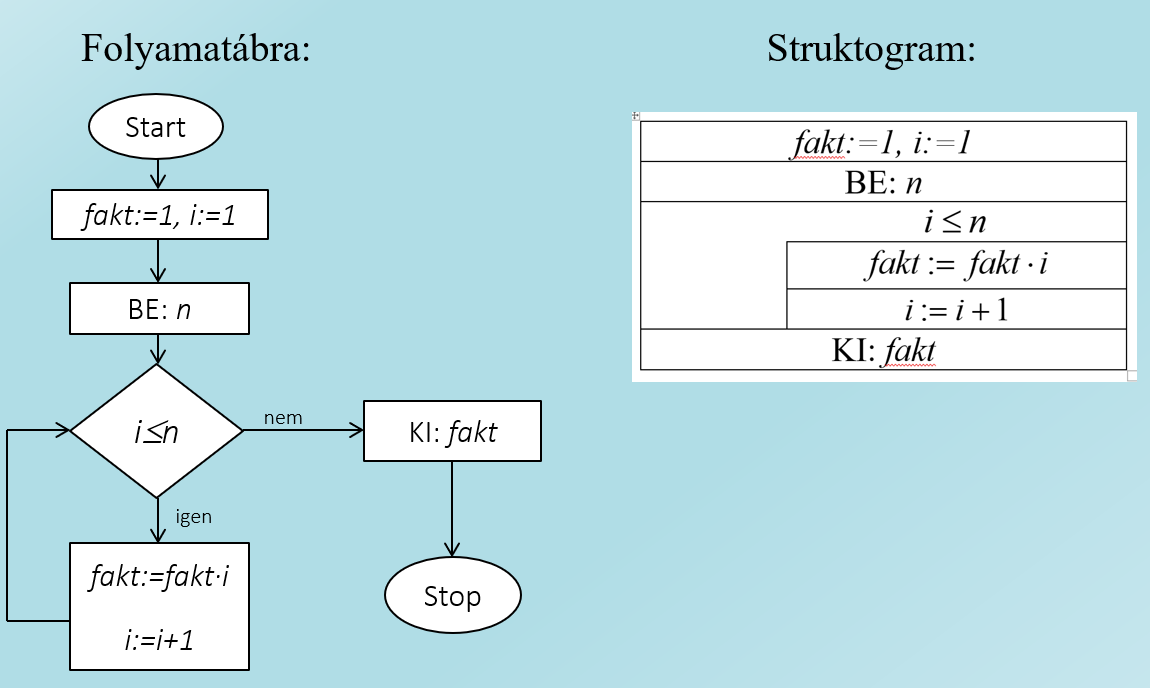 Folyamatábra:
Start
fakt:=1, i:=1
BE: n
i≤n
nem
igen
fakt:=fakt·i
i:=i+1
KI: fakt
Stop
Struktogram:
fakt:=1, i:=1
BE: n
i ≤ n
fakt := fakt · i
i := i + 1
KI: fakt